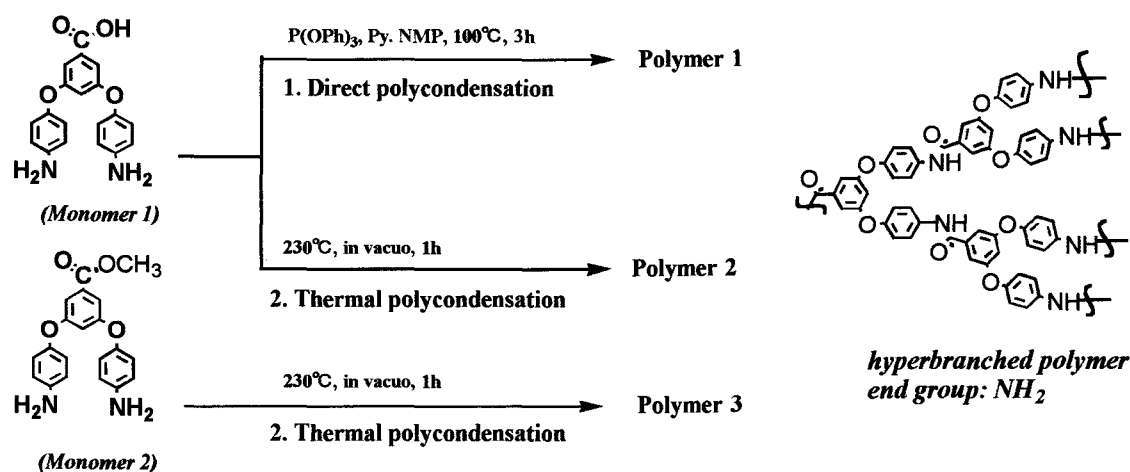 O C OH
O O
H2N NH2
(Monomer 1)
P(OPh)3, Py. NMP, 100℃, 3h
1. Direct polycondensation
Polymer 1
230℃, in vacuo, 1h
2. Thermal polycondensation
Polymer 2
O C OCH3
O O
H2N NH2
(Monomer 2)
230℃, in vacuo, 1h
2. Thermal polycondensation
Polymer 3
O NH
O O NH
O NH
O
O NH
O O NH
O NH
hyperbranched polymer
end group: NH2